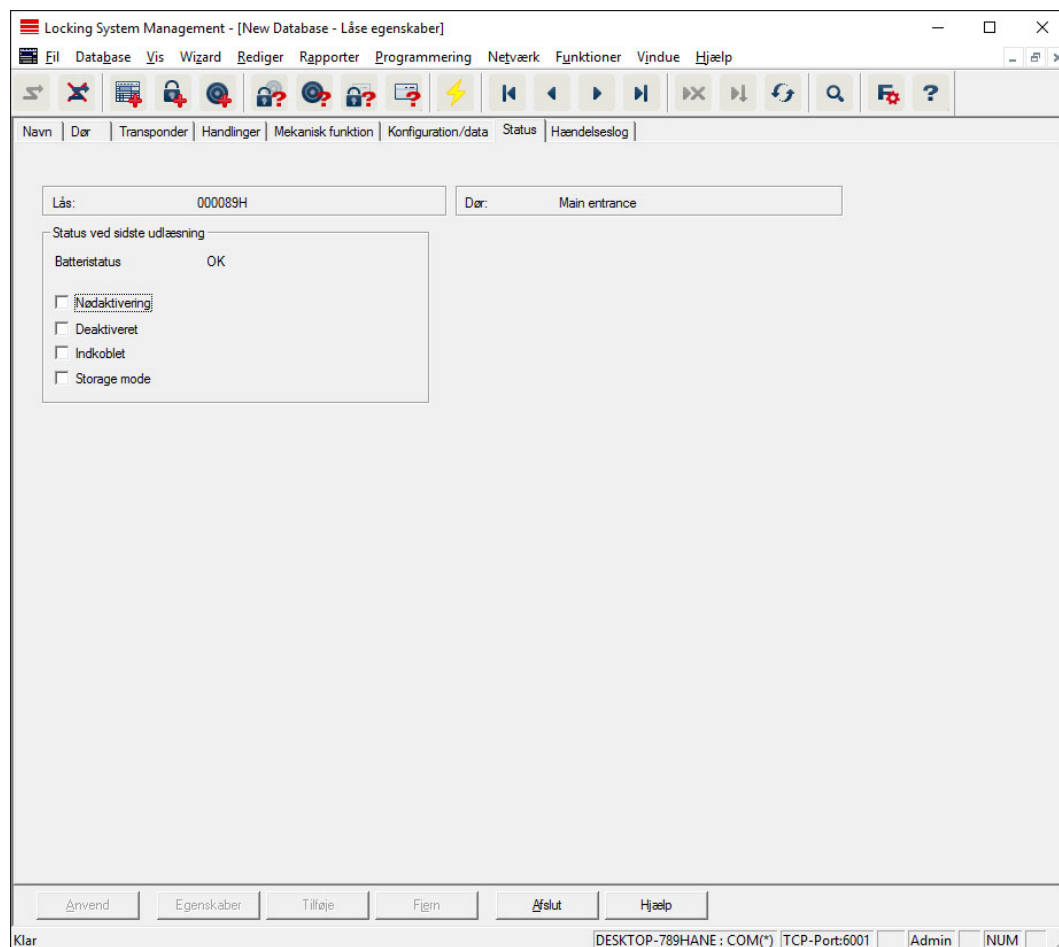 Locking System Management - [New Database - Låse egenskaber]
Fil Database Vis Wizard Rediger Rapporter Programmering Netværk Funktioner Vindue Hjælp
Navn Dør Transponder Handlinger Mekanisk funktion Konfiguration/data Status Hændelseslog
Lås: 000089H Dør: Main entrance
Status ved sidste udlæsning
Batteristatus OK
Nødaktivering
Deaktiveret
Indkoblet
Storage mode
Anvend Egenskaber Tilføje Fjern Afslut Hjælp
Klar DESKTOP-789HANE : COM(*) TCP-Port:6001 Admin NUM